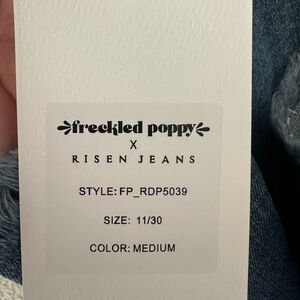 freckled poppy
X
RISEN JEANS
STYLE: FP_RDP5039
SIZE: 11/30
COLOR: MEDIUM